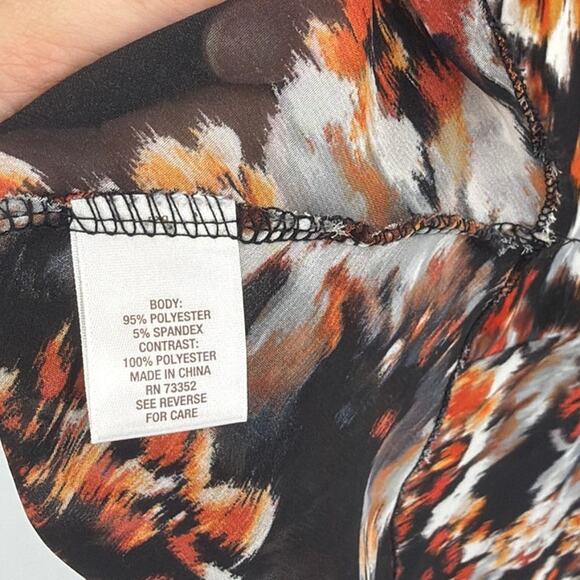 BODY:
95% POLYESTER
5% SPANDEX
CONTRAST:
100% POLYESTER
MADE IN CHINA
RN 73352
SEE REVERSE
FOR CARE